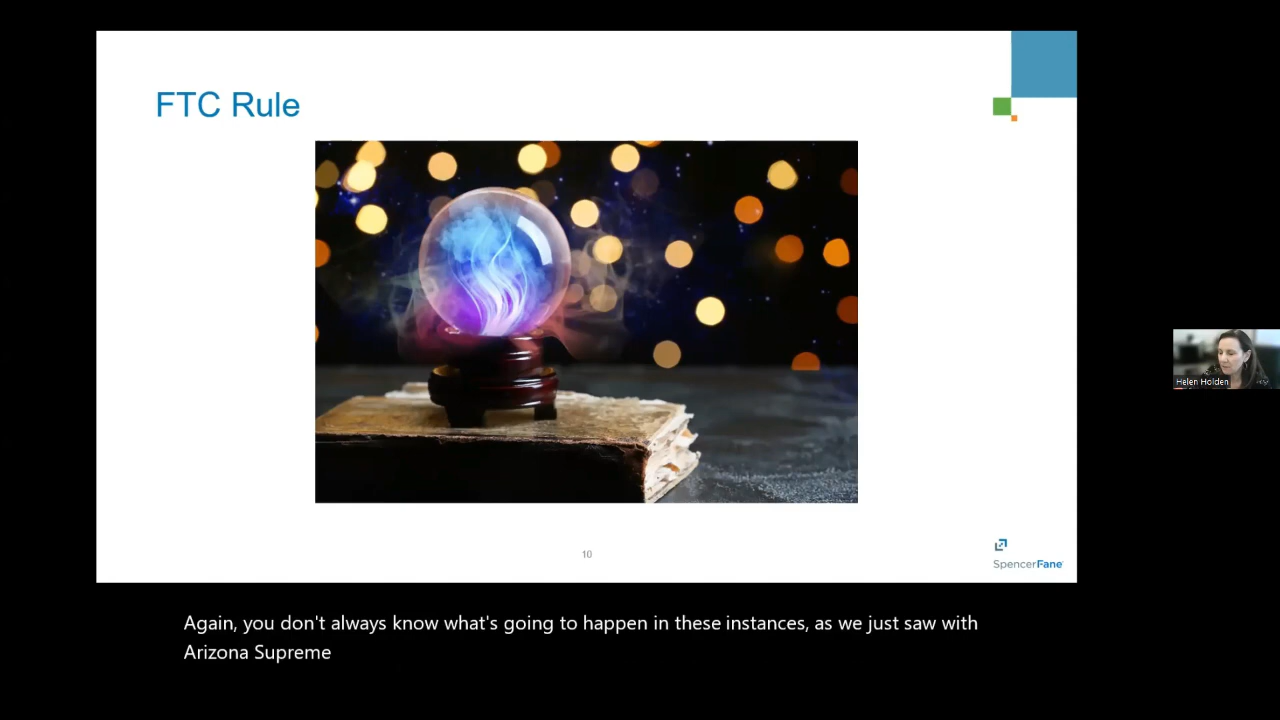 FTC Rule
10
SpencerFane
Helen Holden
Again, you don't always know what's going to happen in these instances, as we just saw with
Arizona Supreme